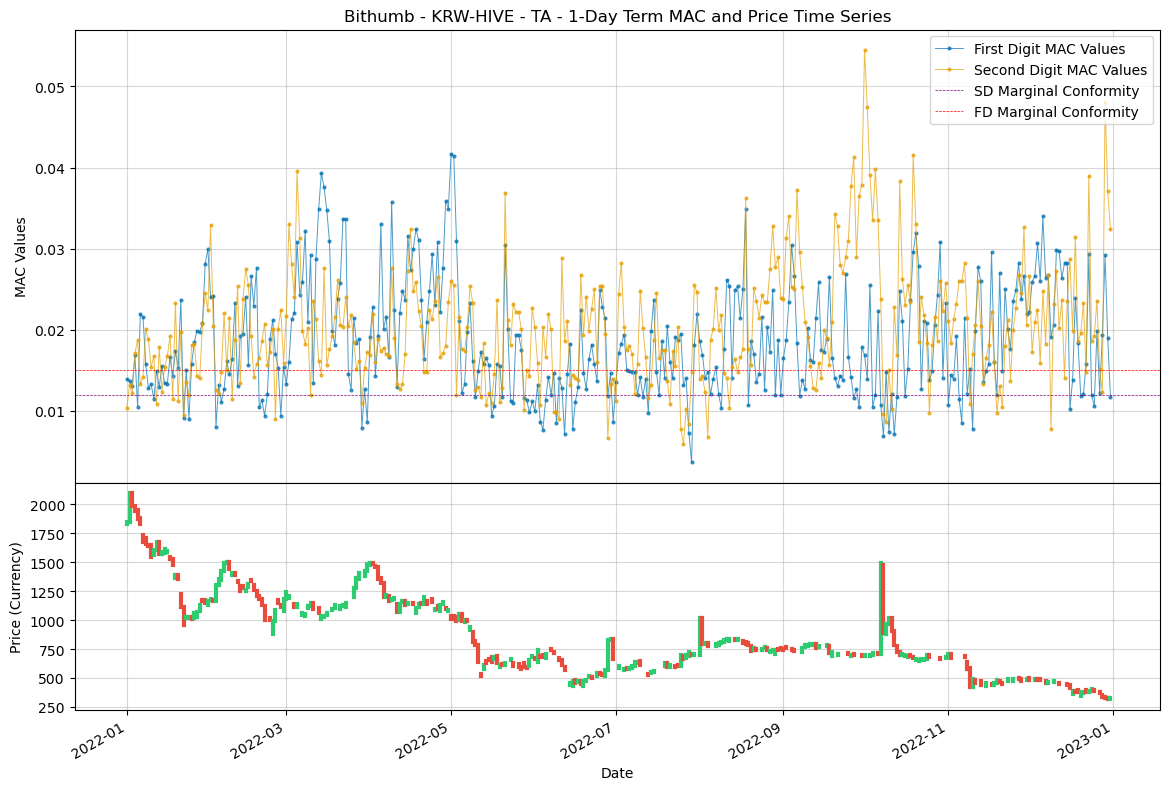 Bithumb - KRW-HIVE - TA - 1-Day Term MAC and Price Time Series
First Digit MAC Values
Second Digit MAC Values
SD Marginal Conformity
FD Marginal Conformity
MAC Values
0.05
0.04
0.03
0.02
0.01
Price (Currency)
2000
1750
1500
1250
1000
750
500
250
2022-01
2022-03
2022-05
2022-07
2022-09
2022-11
2023-01
Date